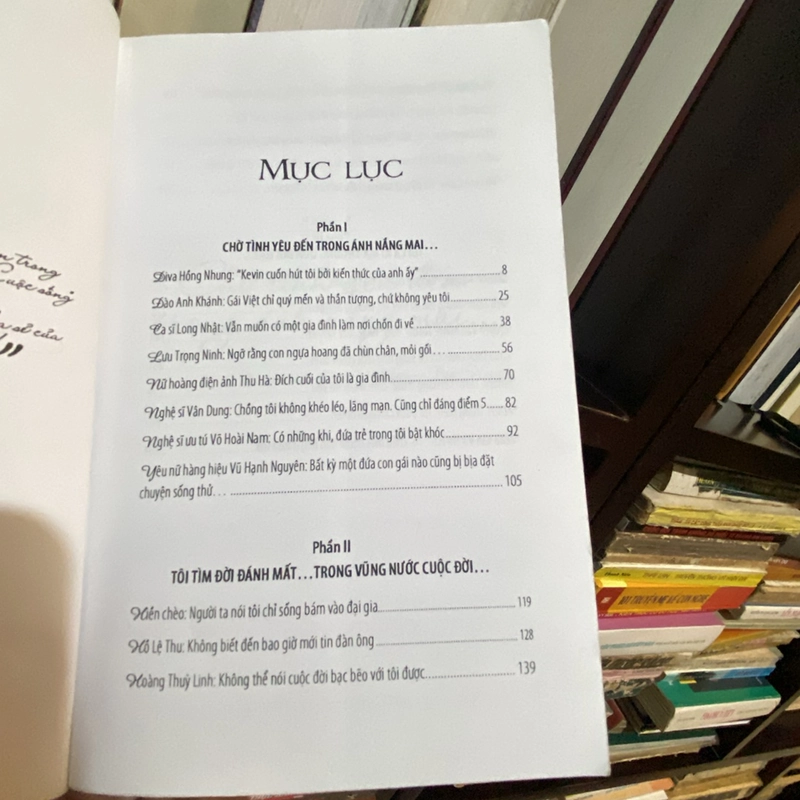 n trong
cuộc sống
a sẻ của
”
MỤC LỤC
Phần I
CHỜ TÌNH YÊU ĐẾN TRONG ÁNH NẮNG MAI...
Diva Hồng Nhung: "Kevin cuốn hút tôi bởi kiến thức của anh ấy" 8
Đào Anh Khánh: Gái Việt chỉ quý mến và thần tượng, chứ không yêu tôi 25
Ca sĩ Long Nhật: Vẫn muốn có một gia đình làm nơi chốn đi về 38
Lưu Trọng Ninh: Ngỡ rằng con ngựa hoang đã chùn chân, mỏi gối... 56
Nữ hoàng điện ảnh Thu Hà: Đích cuối của tôi là gia đình 70
Nghệ sĩ Vân Dung: Chồng tôi không khéo léo, lãng mạn. Cũng chỉ đáng điểm 5 82
Nghệ sĩ ưu tú Võ Hoài Nam: Có những khi, đứa trẻ trong tôi bật khóc 92
Yêu nữ hàng hiệu Vũ Hạnh Nguyên: Bất kỳ một đứa con gái nào cũng bị bịa đặt
chuyện sống thử... 105
Phần II
TÔI TÌM ĐỜI ĐÁNH MẤT...TRONG VŨNG NƯỚC CUỘC ĐỜI...
Hiền chèo: Người ta nói tôi chỉ sống bám vào đại gia 119
Hồ Lệ Thu: Không biết đến bao giờ mới tin đàn ông 128
Hoàng Thuỳ Linh: Không thể nói cuộc đời bạc bẽo với tôi được 139